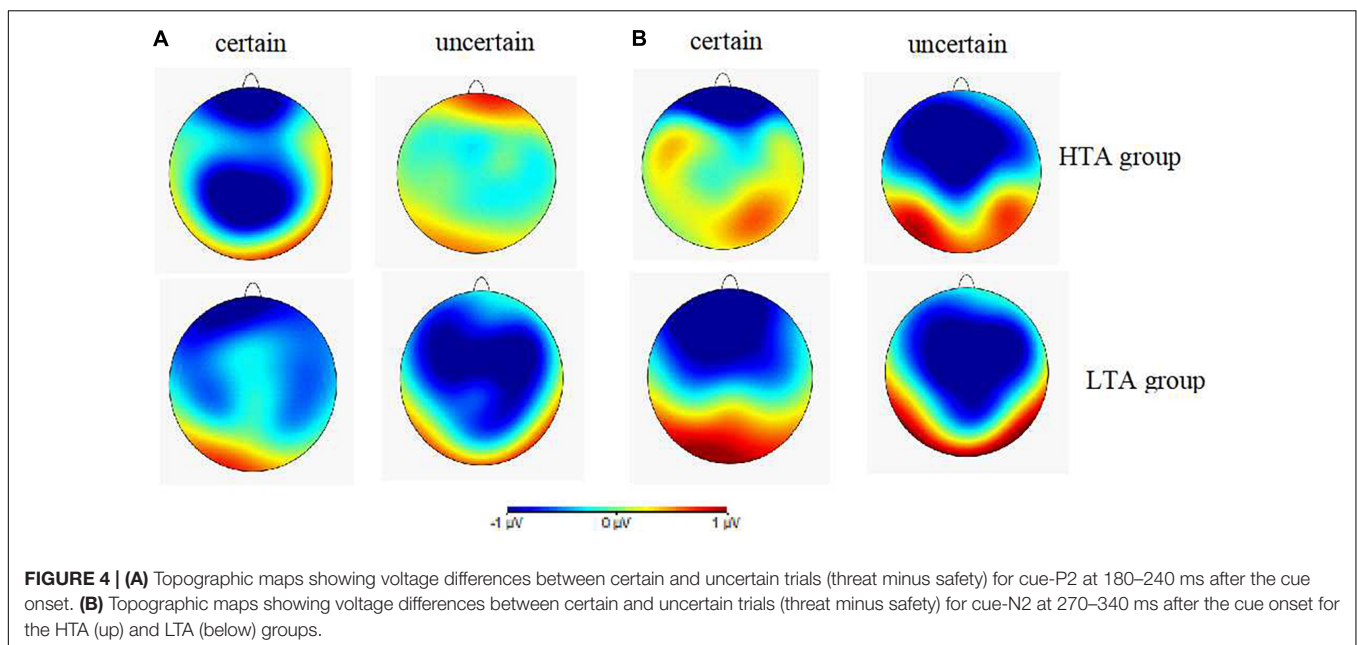 A certain uncertain B certain uncertain
HTA group
LTA group
-1 µV 0 µV 1 µV
FIGURE 4 | (A) Topographic maps showing voltage differences between certain and uncertain trials (threat minus safety) for cue-P2 at 180–240 ms after the cue
onset. (B) Topographic maps showing voltage differences between certain and uncertain trials (threat minus safety) for cue-N2 at 270–340 ms after the cue onset for
the HTA (up) and LTA (below) groups.